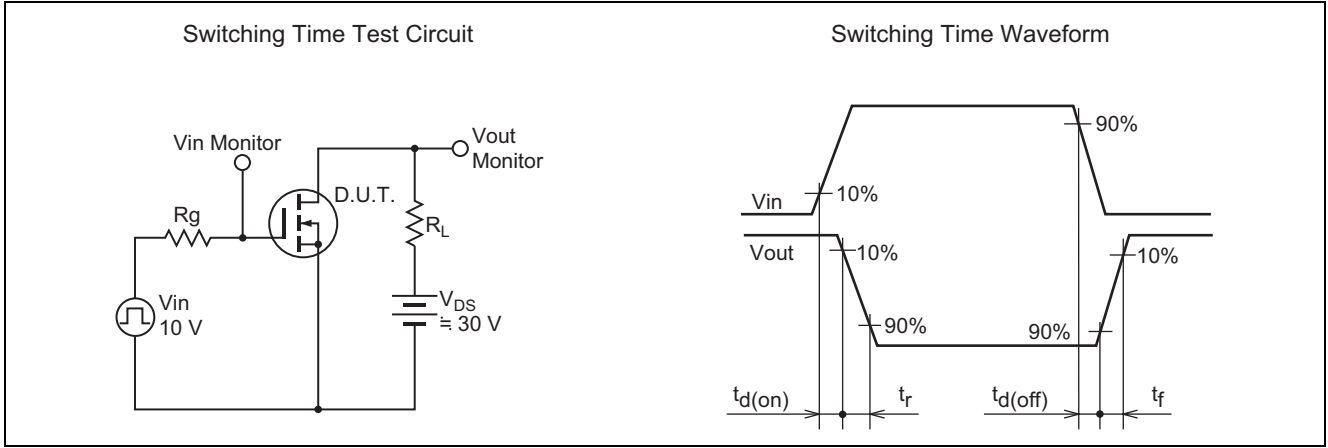 Switching Time Test Circuit
Vin Monitor
Vout
Monitor
D.U.T.
Rg
RL
Vin
10 V
VDS
≒ 30 V
Switching Time Waveform
90%
10%
Vin
Vout
10%
10%
90%
90%
td(on)
tr
td(off)
tf